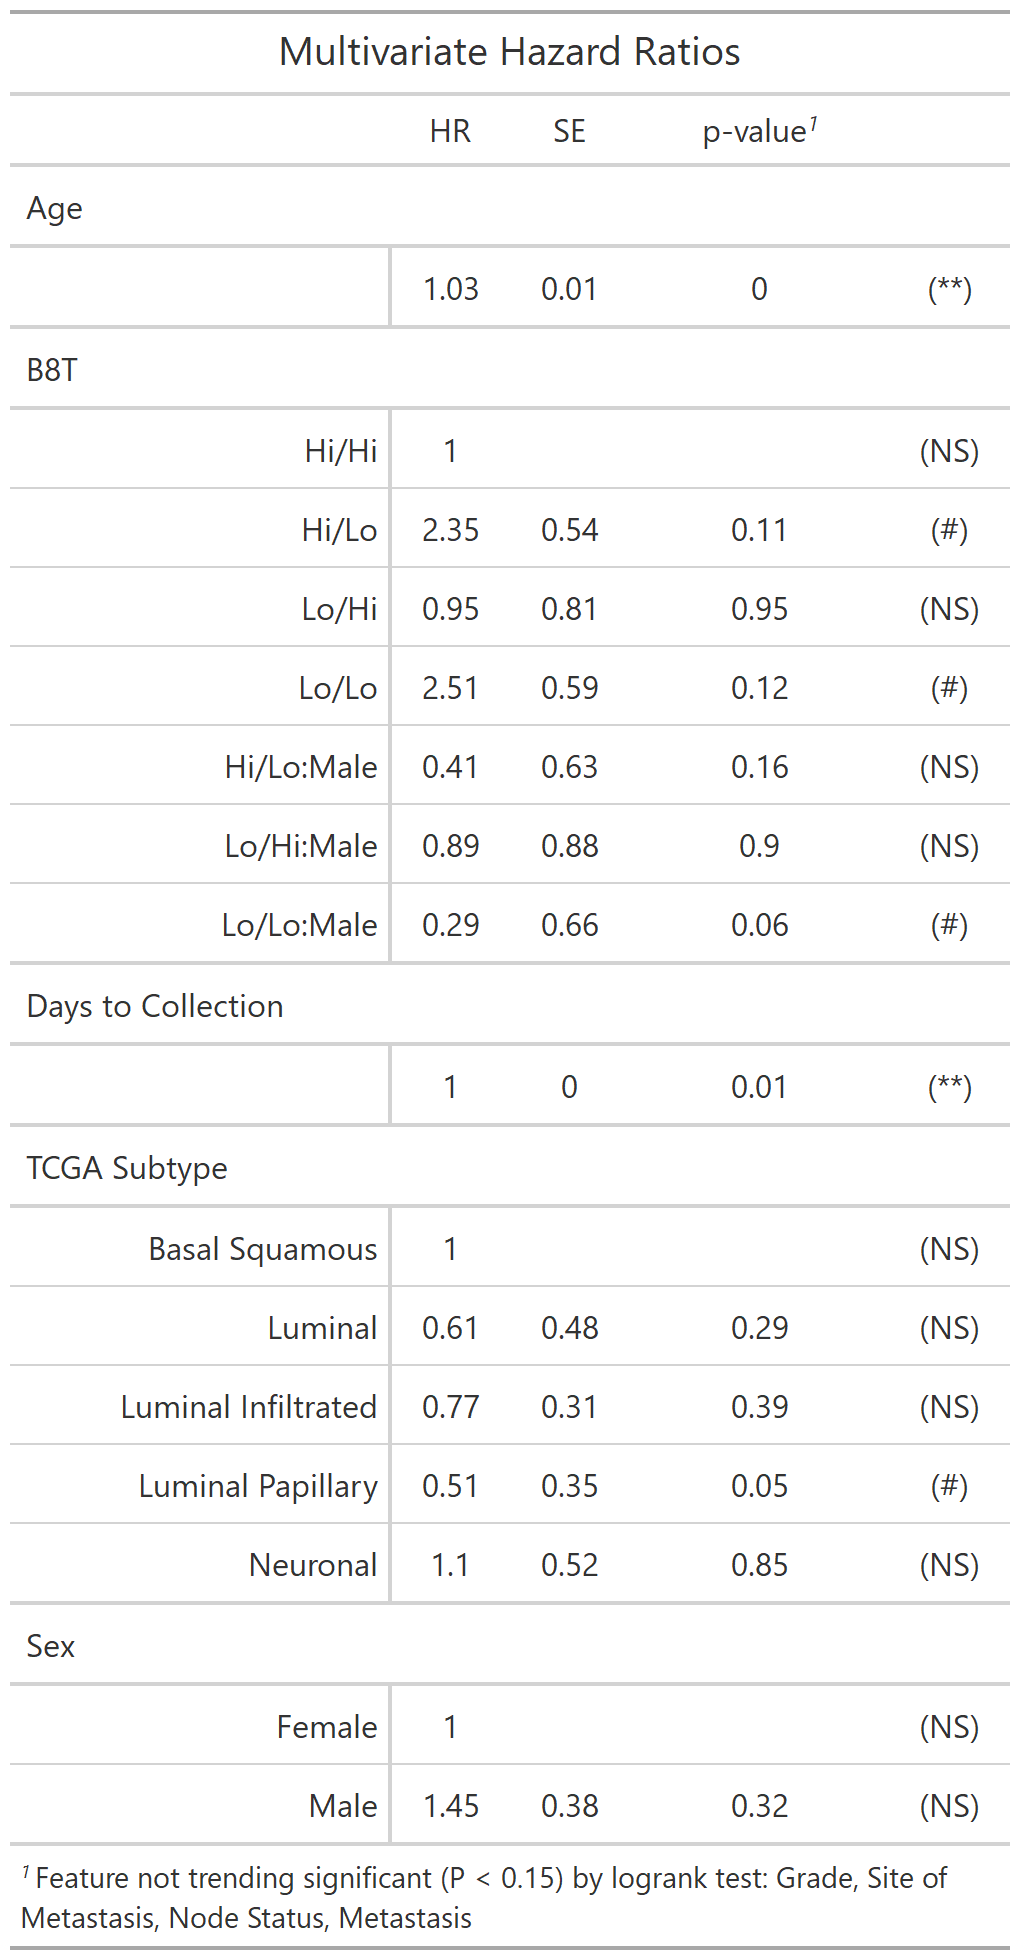 Multivariate Hazard Ratios
HR SE p-value1
Age
1.03 0.01 0 (**)
B8T
Hi/Hi 1 (NS)
Hi/Lo 2.35 0.54 0.11 (#)
Lo/Hi 0.95 0.81 0.95 (NS)
Lo/Lo 2.51 0.59 0.12 (#)
Hi/Lo:Male 0.41 0.63 0.16 (NS)
Lo/Hi:Male 0.89 0.88 0.9 (NS)
Lo/Lo:Male 0.29 0.66 0.06 (#)
Days to Collection
1 0 0.01 (**)
TCGA Subtype
Basal Squamous 1 (NS)
Luminal 0.61 0.48 0.29 (NS)
Luminal Infiltrated 0.77 0.31 0.39 (NS)
Luminal Papillary 0.51 0.35 0.05 (#)
Neuronal 1.1 0.52 0.85 (NS)
Sex
Female 1 (NS)
Male 1.45 0.38 0.32 (NS)
1 Feature not trending significant (P < 0.15) by logrank test: Grade, Site of
Metastasis, Node Status, Metastasis